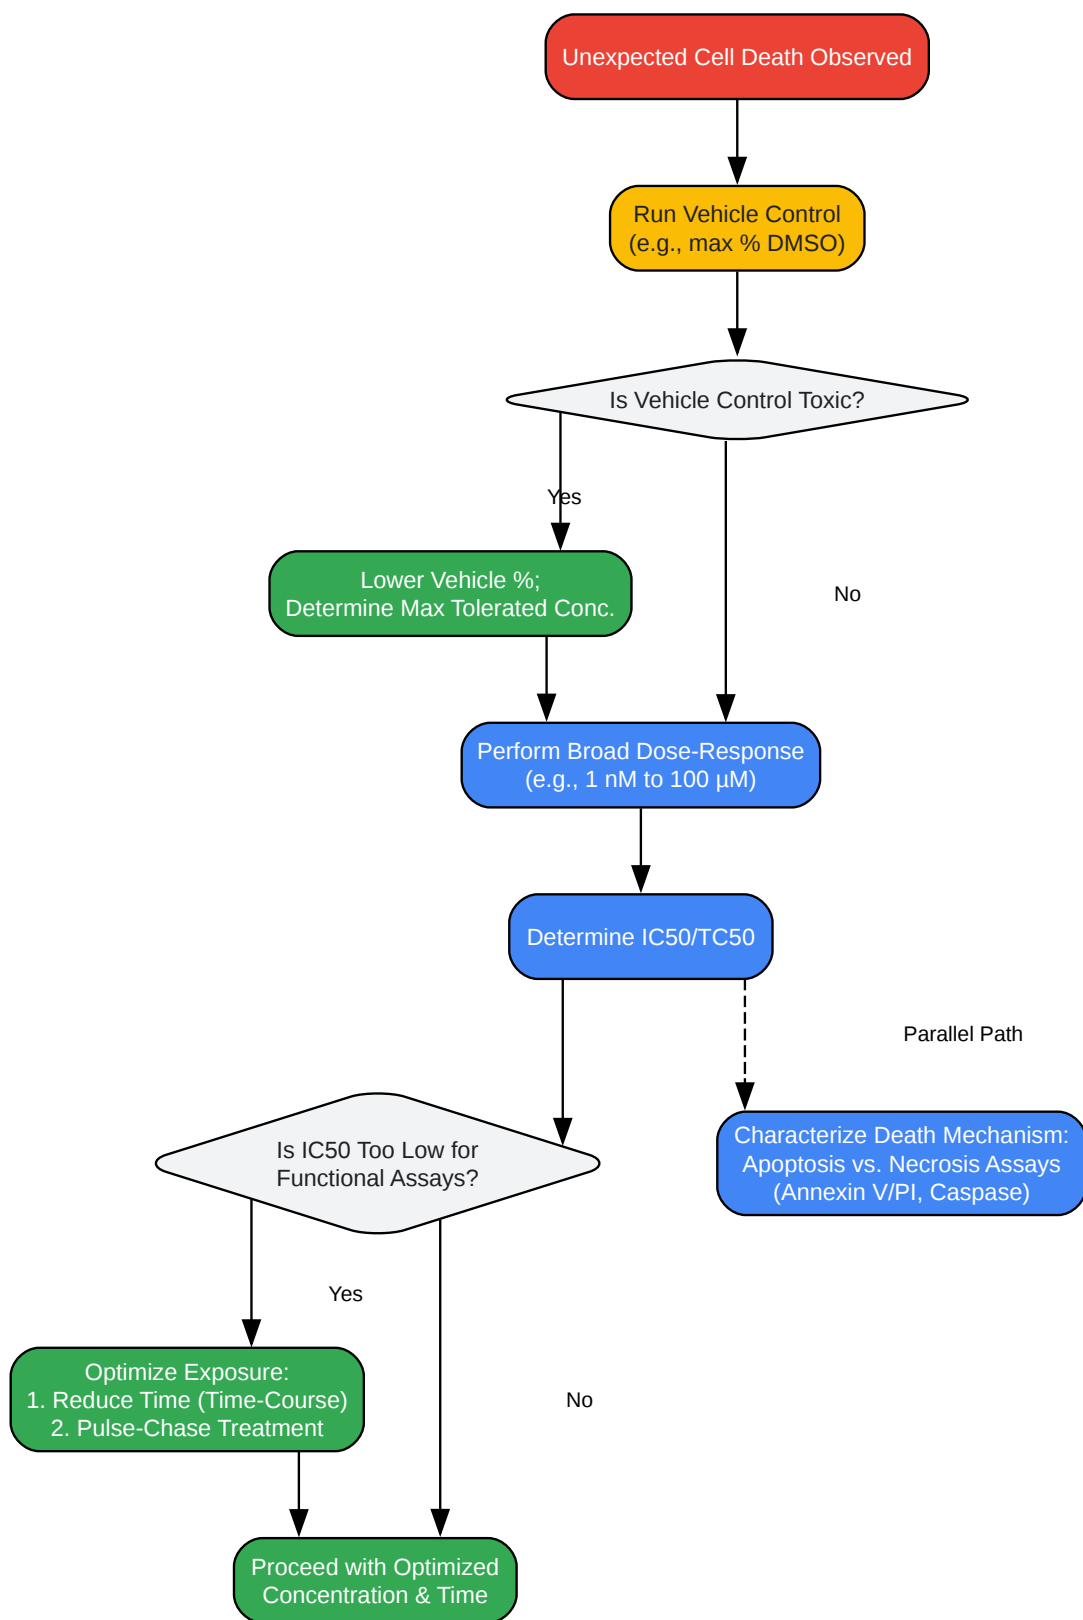 Unexpected Cell Death Observed
Run Vehicle Control
(e.g., max % DMSO)
Is Vehicle Control Toxic?
Yes
Lower Vehicle %;
Determine Max Tolerated Conc.
No
Perform Broad Dose-Response
(e.g., 1 nM to 100 µM)
Determine IC50/TC50
Parallel Path
Is IC50 Too Low for
Functional Assays?
Characterize Death Mechanism:
Apoptosis vs. Necrosis Assays
(Annexin V/PI, Caspase)
Yes
Optimize Exposure:
1. Reduce Time (Time-Course)
2. Pulse-Chase Treatment
No
Proceed with Optimized
Concentration & Time